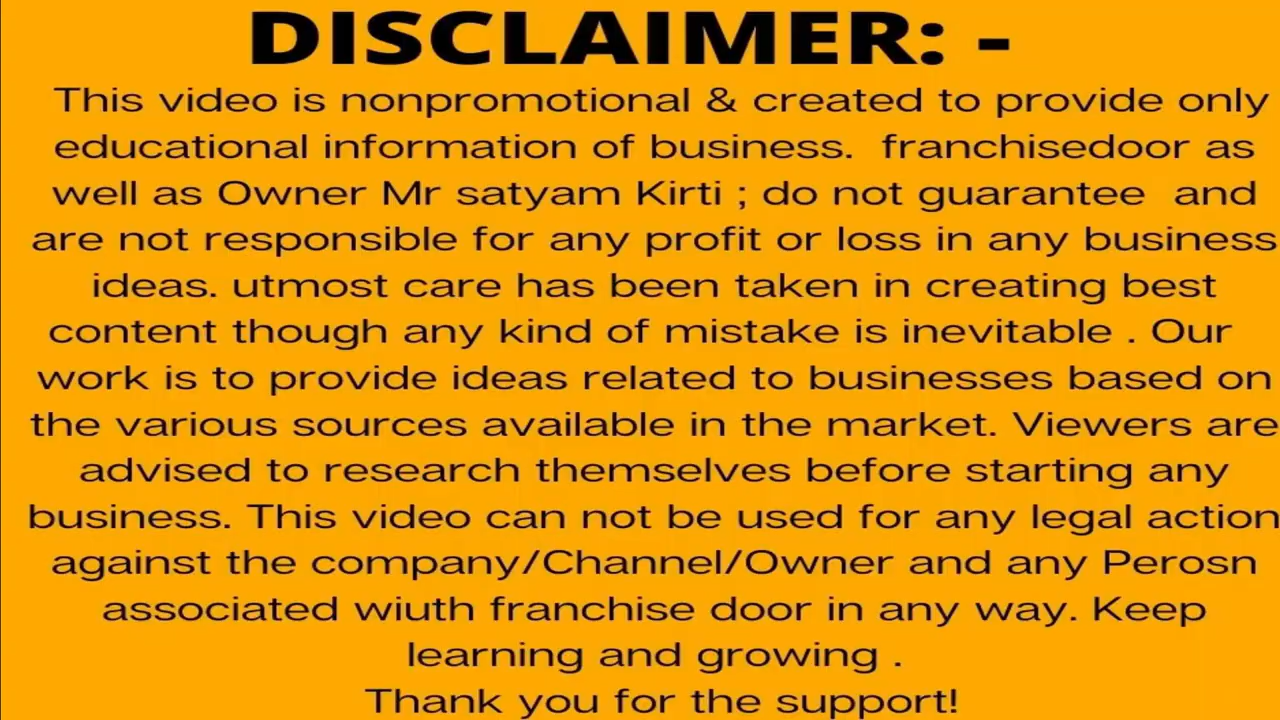 DISCLAIMER: -
This video is nonpromotional & created to provide only
educational information of business. franchisedoor as
well as Owner Mr satyam Kirti ; do not guarantee and
are not responsible for any profit or loss in any business
ideas. utmost care has been taken in creating best
content though any kind of mistake is inevitable . Our
work is to provide ideas related to businesses based on
the various sources available in the market. Viewers are
advised to research themselves before starting any
business. This video can not be used for any legal action
against the company/Channel/Owner and any Perosn
associated wiuth franchise door in any way. Keep
learning and growing .
Thank you for the support!